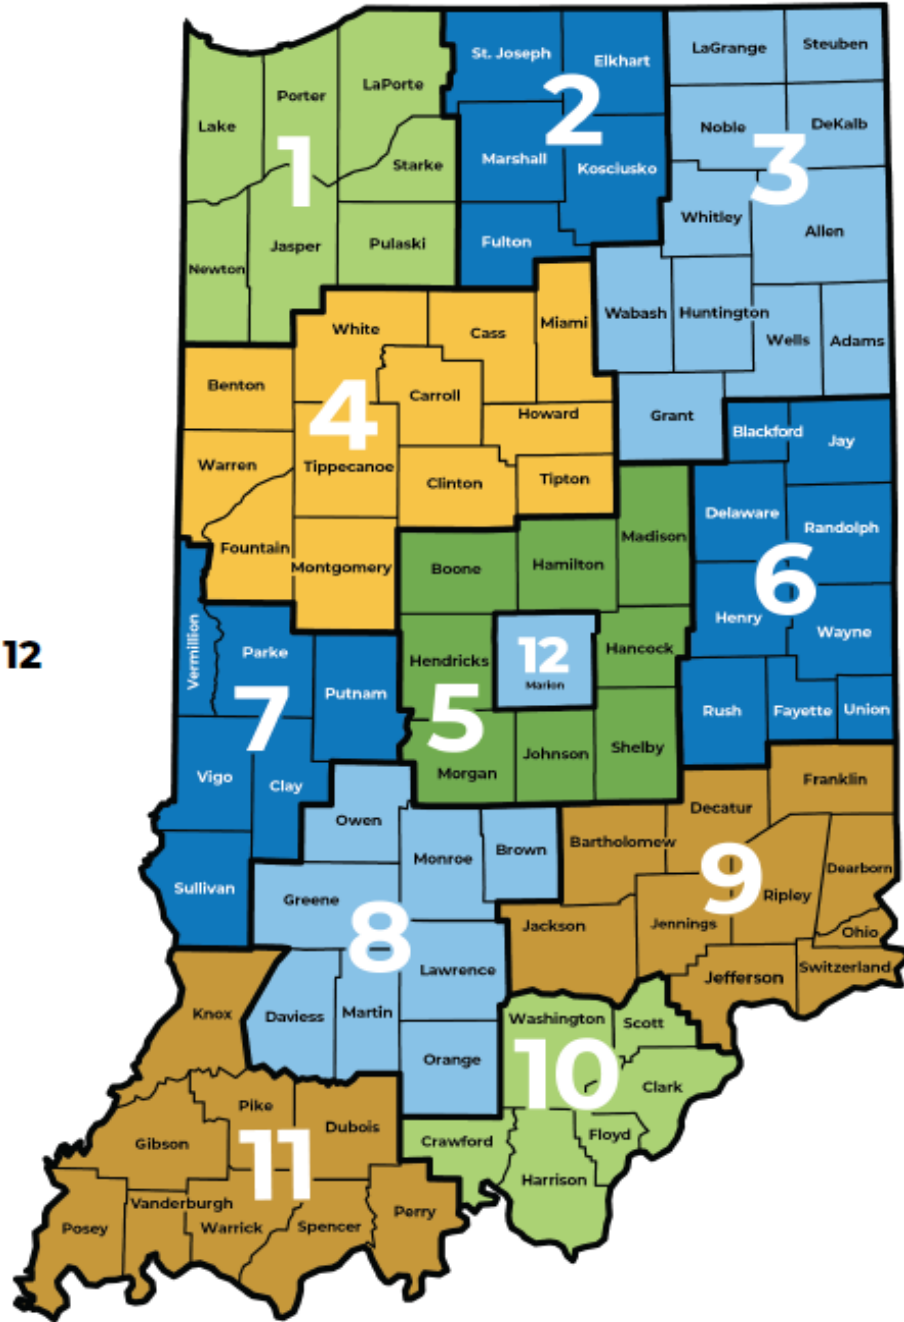 LaGrange
Steuben
St. Joseph
Elkhart
LaPorte
Porter
Lake
1
2
Noble
DeKalb
3
Marshall
Kosciusko
Starke
Whitley
Allen
Jasper
Pulaski
Fulton
Newton
Wabash
Huntington
Miami
White
Cass
Wells
Adams
Benton
Carroll
4
Howard
Grant
Blackford
Jay
Warren
Tippecanoe
Clinton
Tipton
Delaware
Randolph
Madison
Fountain
Montgomery
Boone
Hamilton
6
Henry
Wayne
12
Vermillion
Parke
Hendricks
12
Marion
Hancock
Putnam
7
5
Rush
Fayette
Union
Vigo
Clay
Morgan
Johnson
Shelby
Franklin
Owen
Decatur
Monroe
Brown
Bartholomew
9
Dearborn
Sullivan
Greene
Ripley
8
Jackson
Jennings
Ohio
Lawrence
Jefferson
Switzerland
Knox
Daviess
Martin
Washington
Scott
Orange
10
Clark
Pike
Dubois
Gibson
11
Crawford
Floyd
Harrison
Vanderburgh
Posey
Warrick
Spencer
Perry